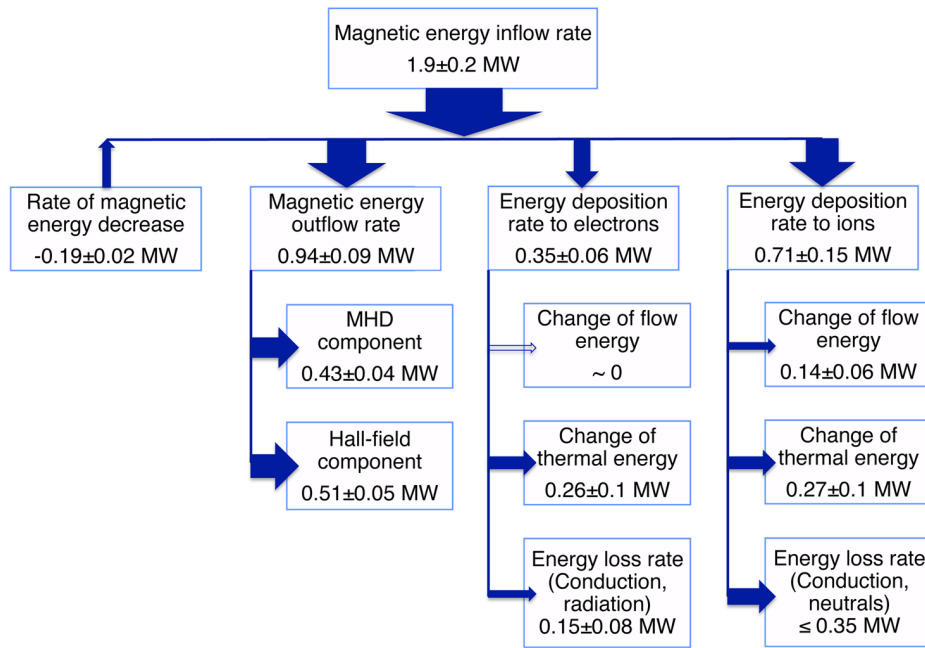 Magnetic energy inflow rate
1.9±0.2 MW
Rate of magnetic
energy decrease
-0.19±0.02 MW
Magnetic energy
outflow rate
0.94±0.09 MW
Energy deposition
rate to electrons
0.35±0.06 MW
Energy deposition
rate to ions
0.71±0.15 MW
MHD
component
0.43±0.04 MW
Hall-field
component
0.51±0.05 MW
Change of flow
energy
~ 0
Change of
thermal energy
0.26±0.1 MW
Energy loss rate
(Conduction,
radiation)
0.15±0.08 MW
Change of flow
energy
0.14±0.06 MW
Change of
thermal energy
0.27±0.1 MW
Energy loss rate
(Conduction,
neutrals)
≤ 0.35 MW